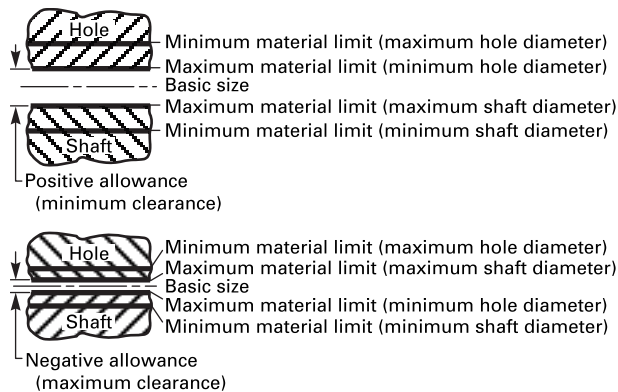 Hole
Minimum material limit (maximum hole diameter)
Maximum material limit (minimum hole diameter)
Basic size
Maximum material limit (maximum shaft diameter)
Minimum material limit (minimum shaft diameter)
Shaft
Positive allowance
(minimum clearance)
Hole
Minimum material limit (maximum hole diameter)
Maximum material limit (maximum shaft diameter)
Basic size
Maximum material limit (minimum hole diameter)
Minimum material limit (minimum shaft diameter)
Shaft
Negative allowance
(maximum clearance)